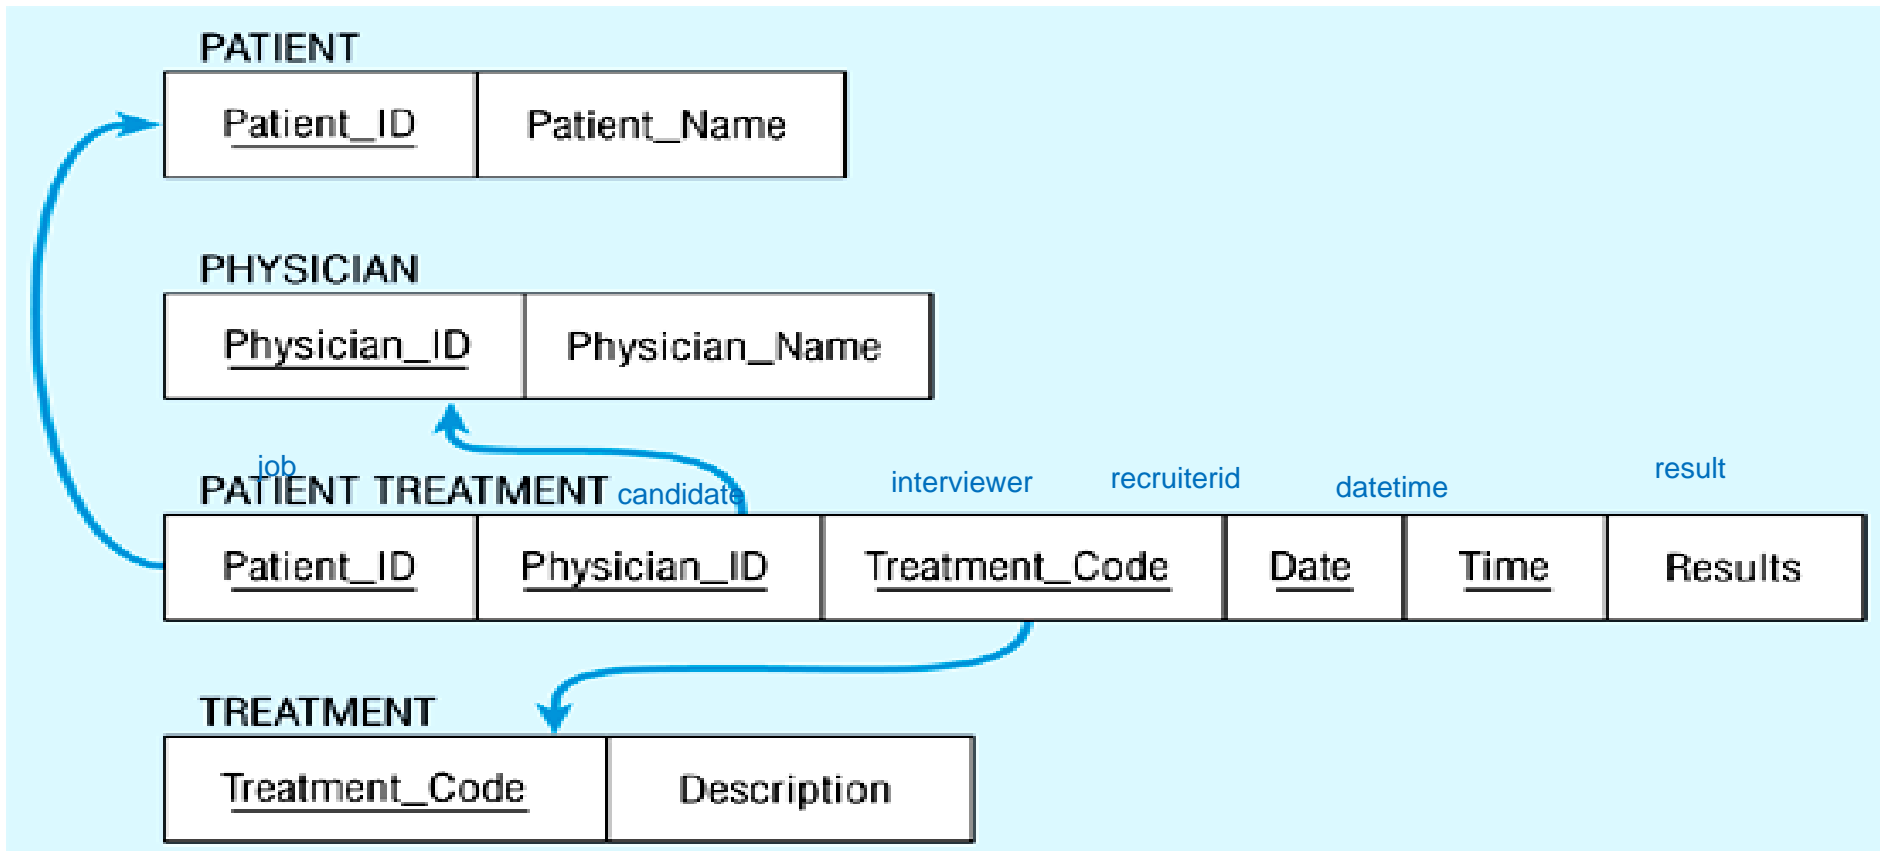 PATIENT
Patient_ID Patient_Name
PHYSICIAN
Physician_ID Physician_Name
job
PATIENT TREATMENT candidate interviewer recruiterid datetime result
Patient_ID Physician_ID Treatment_Code Date Time Results
TREATMENT
Treatment_Code Description